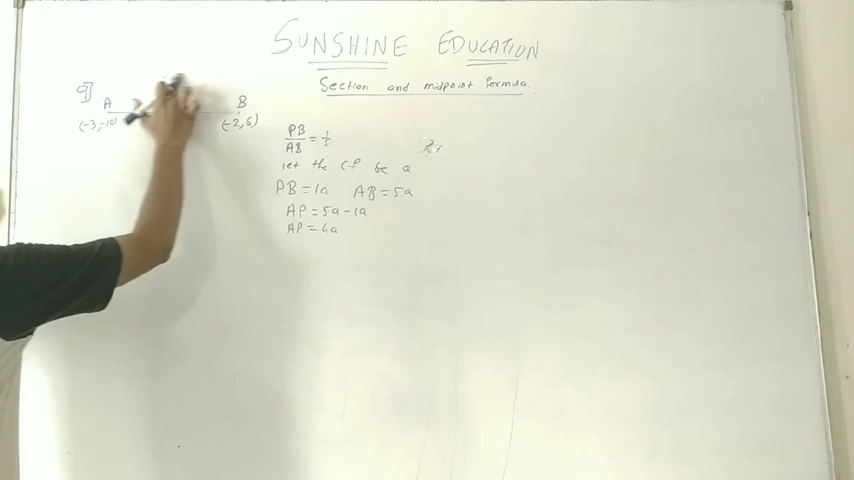 SUNSHINE EDUCATION.
Section and midpoint formula.
9]
A B
(-3,-10) (-2,6)
PB/AB = 1/5
let the CF be a
PB = 1a AB = 5a
AP = 5a - 1a
AP = 4a